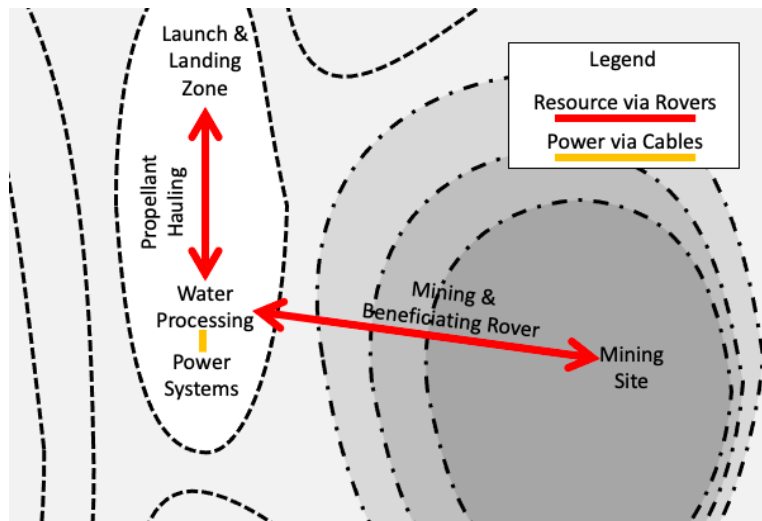 Launch &
Landing
Zone
Legend
Resource via Rovers
Power via Cables
Propellant
Hauling
Water
Processing
Power
Systems
Mining &
Beneficiating Rover
Mining
Site